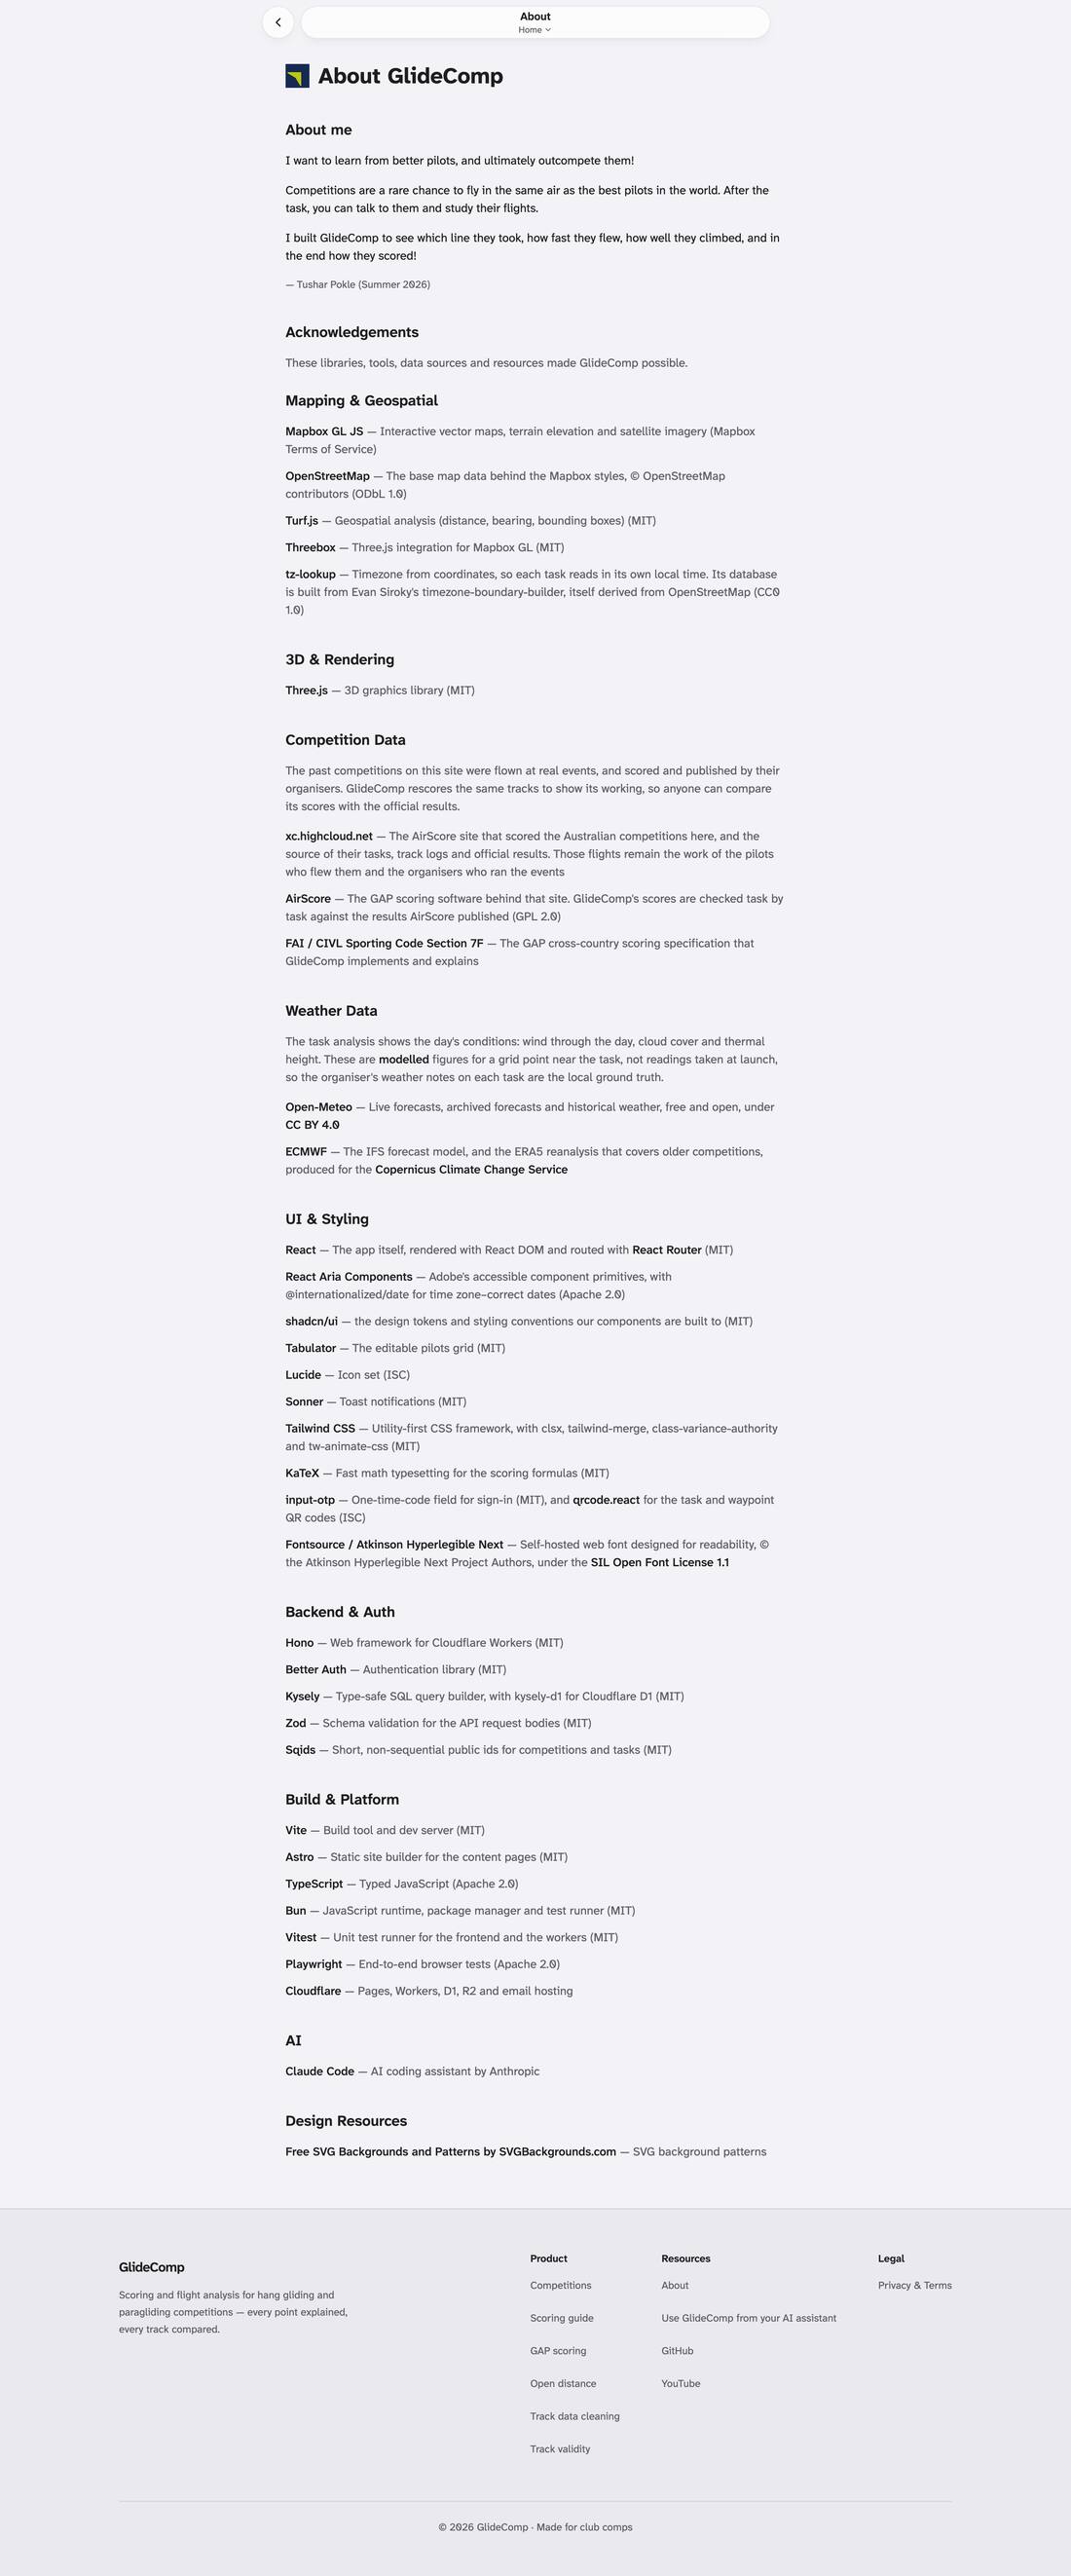 About
Home
About GlideComp
About me
I want to learn from better pilots, and ultimately outcompete them!
Competitions are a rare chance to fly in the same air as the best pilots in the world. After the
task, you can talk to them and study their flights.
I built GlideComp to see which line they took, how fast they flew, how well they climbed, and in
the end how they scored!
— Tushar Pokle (Summer 2026)
Acknowledgements
These libraries, tools, data sources and resources made GlideComp possible.
Mapping & Geospatial
Mapbox GL JS — Interactive vector maps, terrain elevation and satellite imagery (Mapbox
Terms of Service)
OpenStreetMap — The base map data behind the Mapbox styles, © OpenStreetMap
contributors (ODbL 1.0)
Turf.js — Geospatial analysis (distance, bearing, bounding boxes) (MIT)
Threebox — Three.js integration for Mapbox GL (MIT)
tz-lookup — Timezone from coordinates, so each task reads in its own local time. Its database
is built from Evan Siroky's timezone-boundary-builder, itself derived from OpenStreetMap (CC0
1.0)
3D & Rendering
Three.js — 3D graphics library (MIT)
Competition Data
The past competitions on this site were flown at real events, and scored and published by their
organisers. GlideComp rescores the same tracks to show its working, so anyone can compare
its scores with the official results.
xc.highcloud.net — The AirScore site that scored the Australian competitions here, and the
source of their tasks, track logs and official results. Those flights remain the work of the pilots
who flew them and the organisers who ran the events
AirScore — The GAP scoring software behind that site. GlideComp's scores are checked task by
task against the results AirScore published (GPL 2.0)
FAI / CIVL Sporting Code Section 7F — The GAP cross-country scoring specification that
GlideComp implements and explains
Weather Data
The task analysis shows the day's conditions: wind through the day, cloud cover and thermal
height. These are modelled figures for a grid point near the task, not readings taken at launch,
so the organiser's weather notes on each task are the local ground truth.
Open-Meteo — Live forecasts, archived forecasts and historical weather, free and open, under
CC BY 4.0
ECMWF — The IFS forecast model, and the ERA5 reanalysis that covers older competitions,
produced for the Copernicus Climate Change Service
UI & Styling
React — The app itself, rendered with React DOM and routed with React Router (MIT)
React Aria Components — Adobe's accessible component primitives, with
@internationalized/date for time zone–correct dates (Apache 2.0)
shadcn/ui — the design tokens and styling conventions our components are built to (MIT)
Tabulator — The editable pilots grid (MIT)
Lucide — Icon set (ISC)
Sonner — Toast notifications (MIT)
Tailwind CSS — Utility-first CSS framework, with clsx, tailwind-merge, class-variance-authority
and tw-animate-css (MIT)
KaTeX — Fast math typesetting for the scoring formulas (MIT)
input-otp — One-time-code field for sign-in (MIT), and qrcode.react for the task and waypoint
QR codes (ISC)
Fontsource / Atkinson Hyperlegible Next — Self-hosted web font designed for readability, ©
the Atkinson Hyperlegible Next Project Authors, under the SIL Open Font License 1.1
Backend & Auth
Hono — Web framework for Cloudflare Workers (MIT)
Better Auth — Authentication library (MIT)
Kysely — Type-safe SQL query builder, with kysely-d1 for Cloudflare D1 (MIT)
Zod — Schema validation for the API request bodies (MIT)
Sqids — Short, non-sequential public ids for competitions and tasks (MIT)
Build & Platform
Vite — Build tool and dev server (MIT)
Astro — Static site builder for the content pages (MIT)
TypeScript — Typed JavaScript (Apache 2.0)
Bun — JavaScript runtime, package manager and test runner (MIT)
Vitest — Unit test runner for the frontend and the workers (MIT)
Playwright — End-to-end browser tests (Apache 2.0)
Cloudflare — Pages, Workers, D1, R2 and email hosting
AI
Claude Code — AI coding assistant by Anthropic
Design Resources
Free SVG Backgrounds and Patterns by SVGBackgrounds.com — SVG background patterns
GlideComp
Scoring and flight analysis for hang gliding and
paragliding competitions — every point explained,
every track compared.
Product
Competitions
Scoring guide
GAP scoring
Open distance
Track data cleaning
Track validity
Resources
About
Use GlideComp from your AI assistant
GitHub
YouTube
Legal
Privacy & Terms
© 2026 GlideComp · Made for club comps